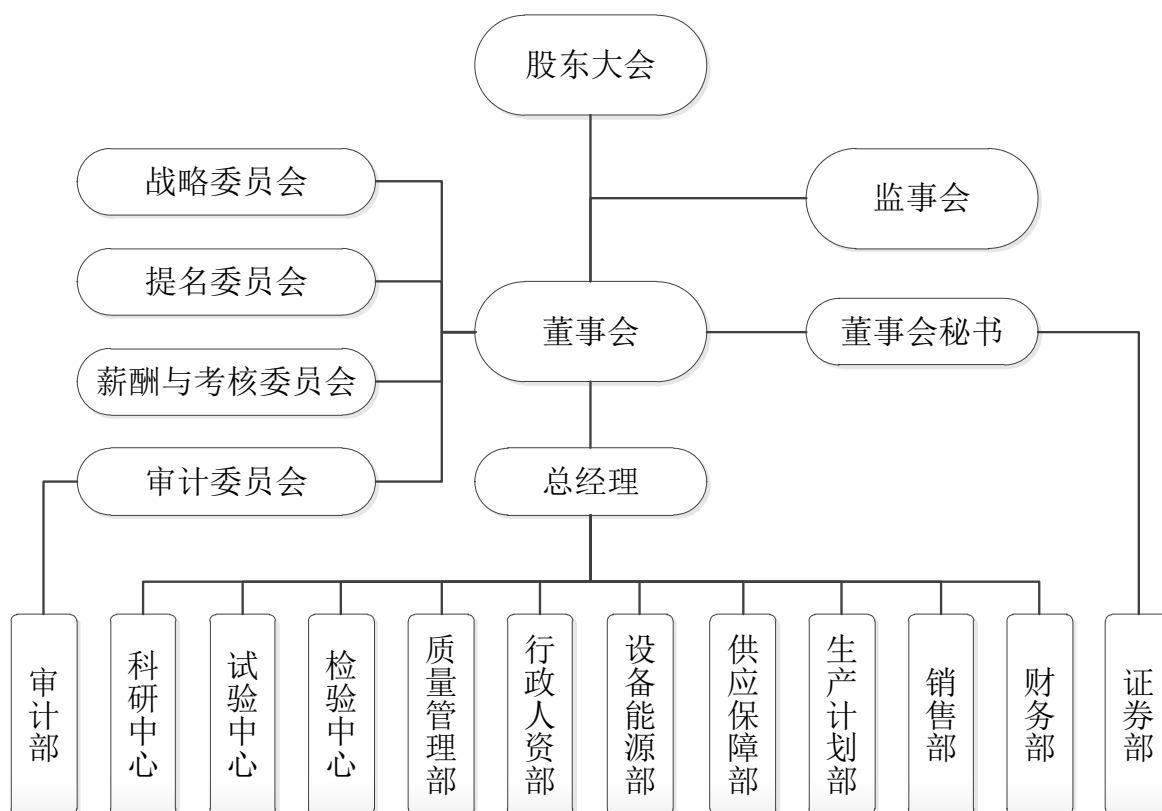 股东大会
战略委员会
监事会
提名委员会
董事会
董事会秘书
薪酬与考核委员会
审计委员会
总经理
审计部
科研中心
试验中心
检验中心
质量管理部
行政人资部
设备能源部
供应保障部
生产计划部
销售部
财务部
证券部